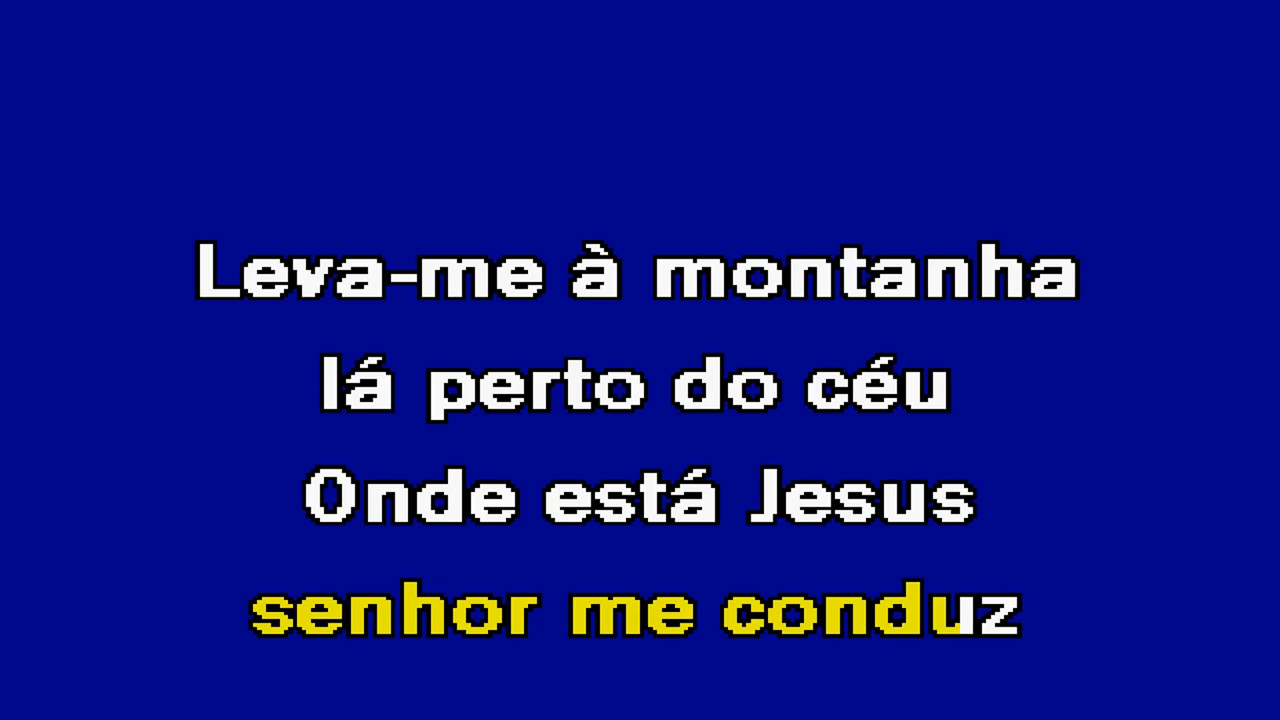 Leva-me à montanha
lá perto do céu
Onde está Jesus
senhor me conduz